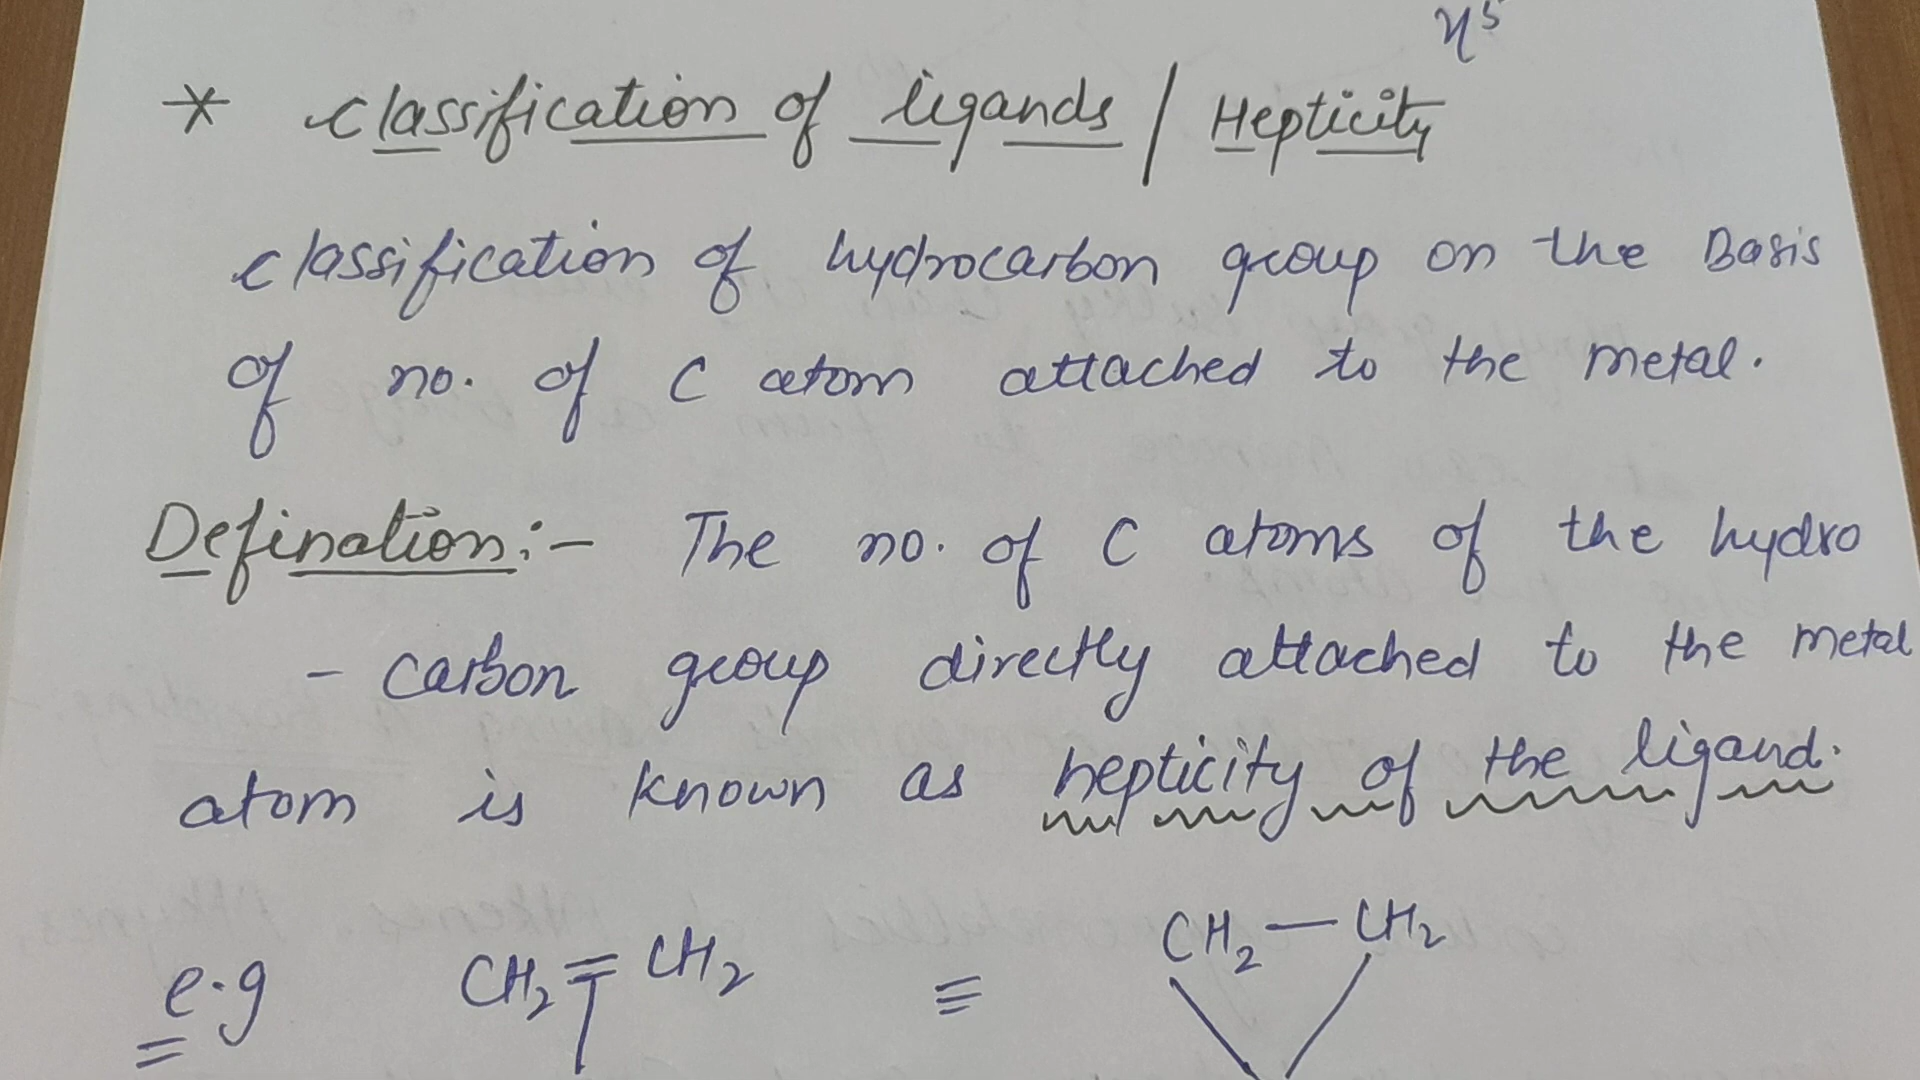 η⁵
* Classification of ligands / Hepticity
classification of hydrocarbon group on the Basis
of no. of C atom attached to the metal.
Defination:- The no. of C atoms of the hydro
- carbon group directly attached to the metal
atom is known as hepticity of the ligand.
e.g CH₂ = CH₂ ≡ CH₂ — CH₂